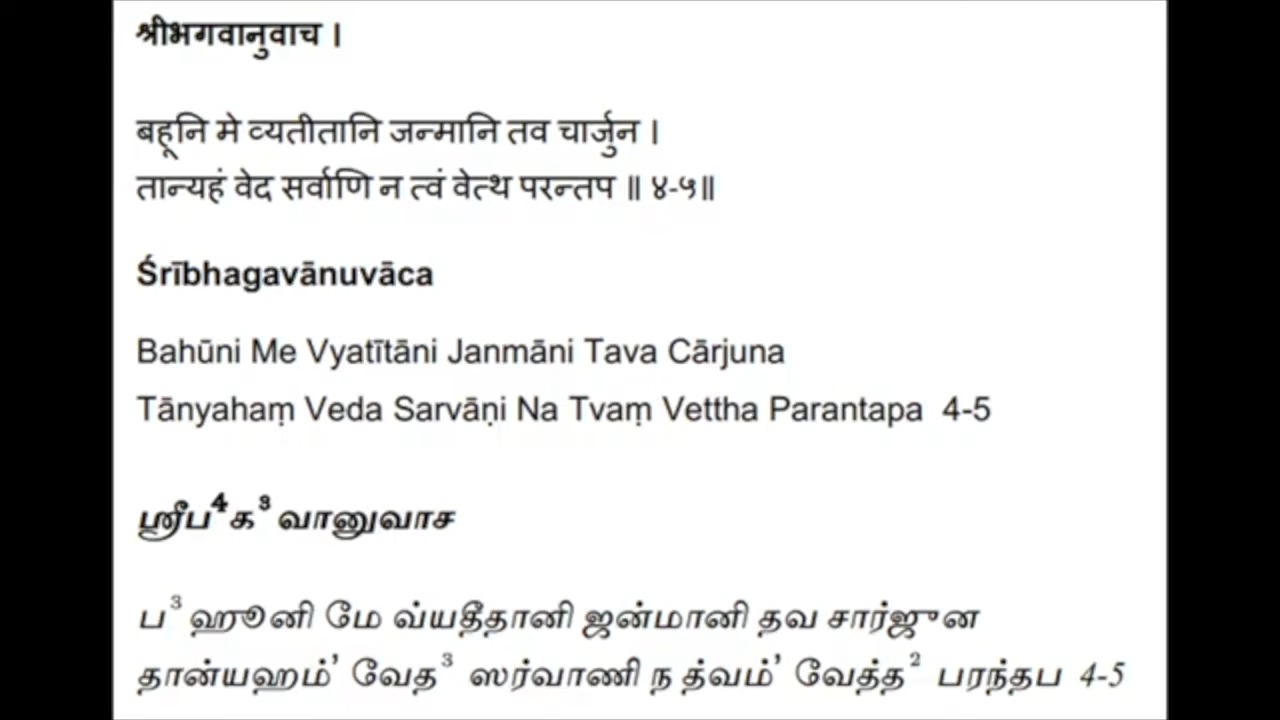 श्रीभगवानुवाच ।
बहूनि मे व्यतीतानि जन्मानि तव चार्जुन ।
तान्यहं वेद सर्वाणि न त्वं वेत्थ परन्तप ॥ ४-५॥
Śrībhagavānuvāca
Bahūni Me Vyatītāni Janmāni Tava Cārjuna
Tānyahaṃ Veda Sarvāṇi Na Tvaṃ Vettha Parantapa 4-5
ஶ்ரீப⁴க³வானுவாச
ப³ஹூனி மே வ்யதீதானி ஜன்மானி தவ சார்ஜுன
தான்யஹம்ʼ வேத³ ஸர்வாணி ந த்வம்ʼ வேத்த² பரந்தப 4-5